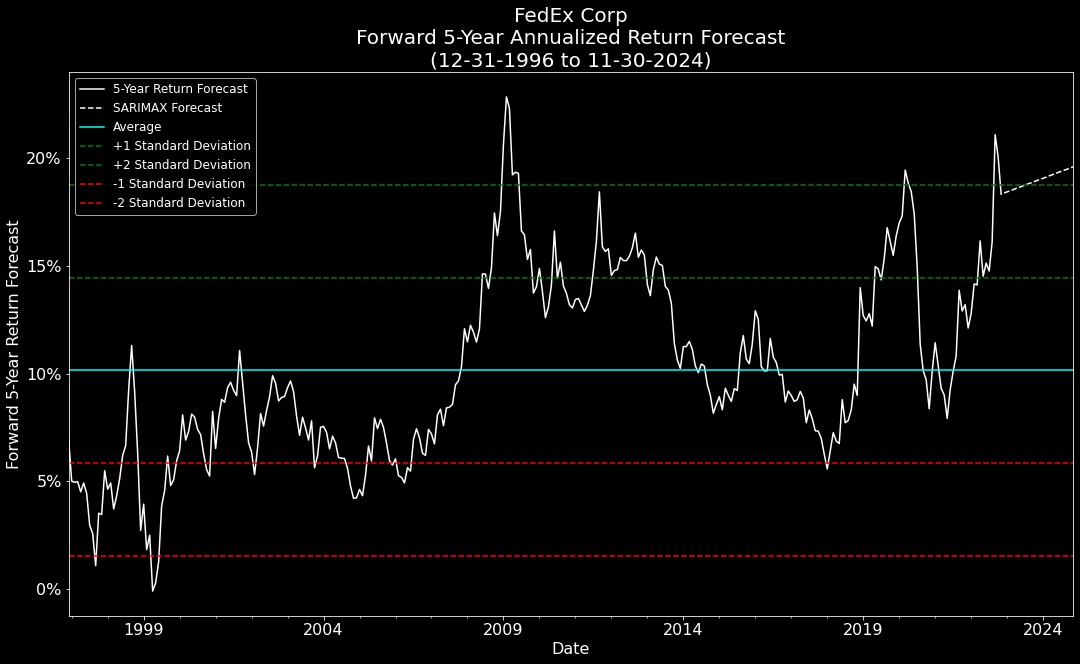 FedEx Corp
Forward 5-Year Annualized Return Forecast
(12-31-1996 to 11-30-2024)
5-Year Return Forecast
SARIMAX Forecast
Average
+1 Standard Deviation
+2 Standard Deviation
-1 Standard Deviation
-2 Standard Deviation
Forward 5-Year Return Forecast
20%
15%
10%
5%
0%
1999 2004 2009 2014 2019 2024
Date